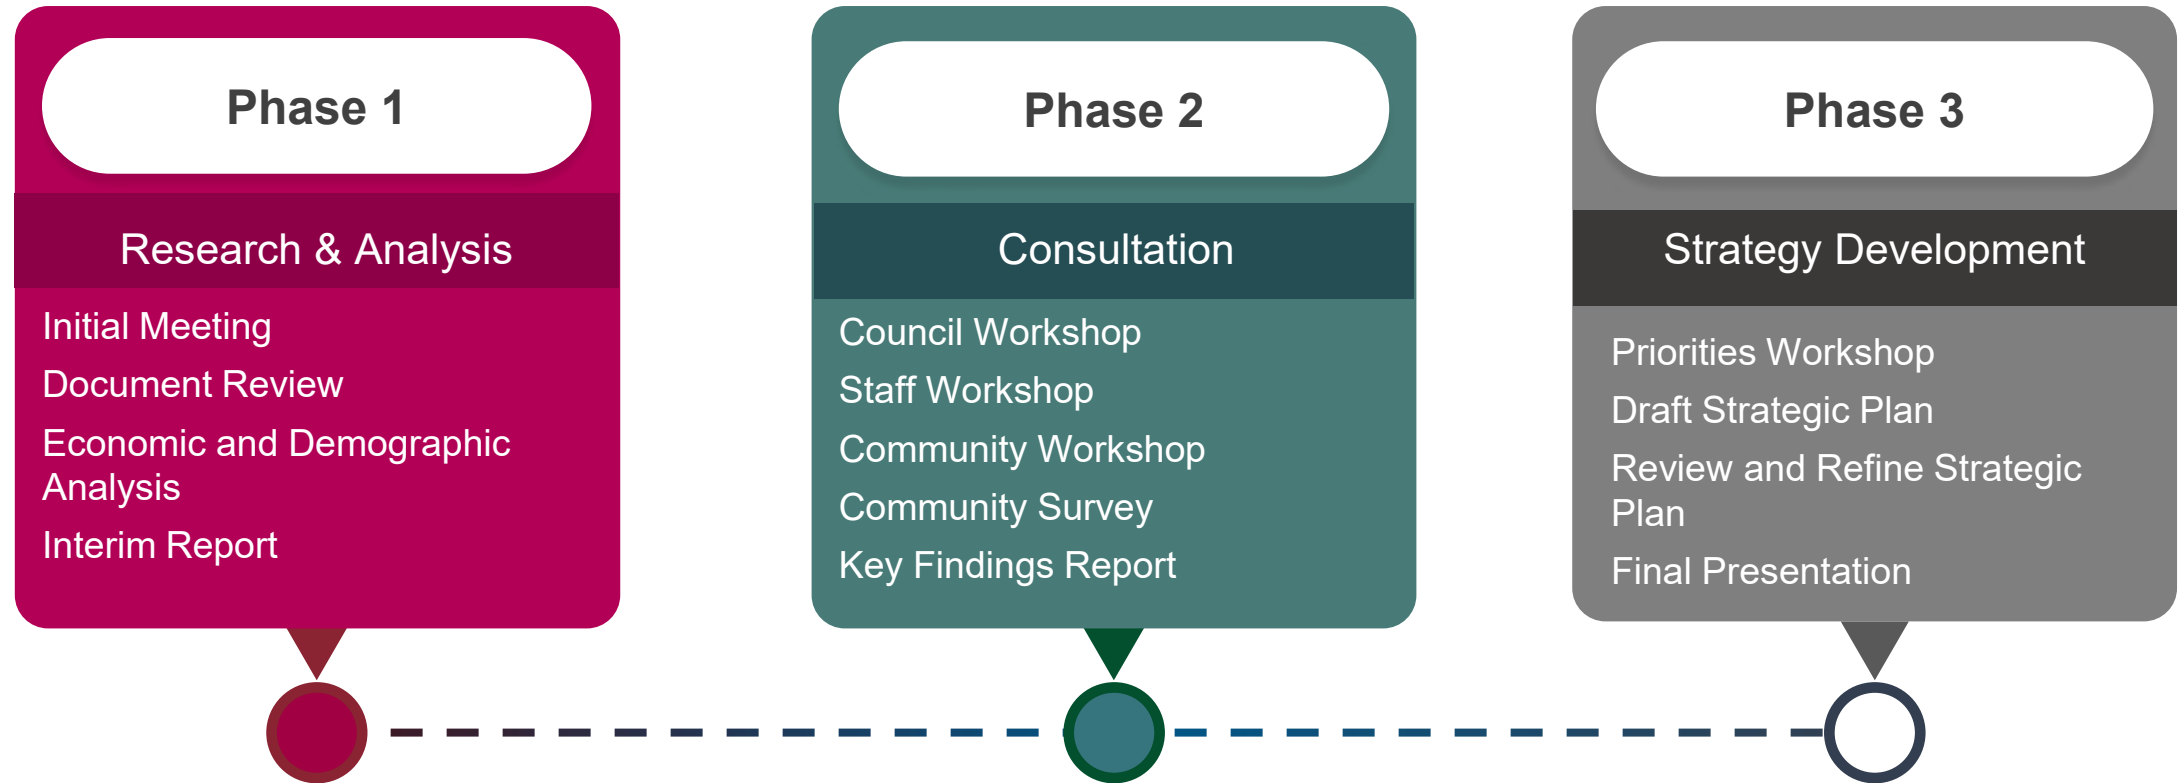 Phase 1
Research & Analysis
Initial Meeting
Document Review
Economic and Demographic
Analysis
Interim Report
Phase 2
Consultation
Council Workshop
Staff Workshop
Community Workshop
Community Survey
Key Findings Report
Phase 3
Strategy Development
Priorities Workshop
Draft Strategic Plan
Review and Refine Strategic
Plan
Final Presentation